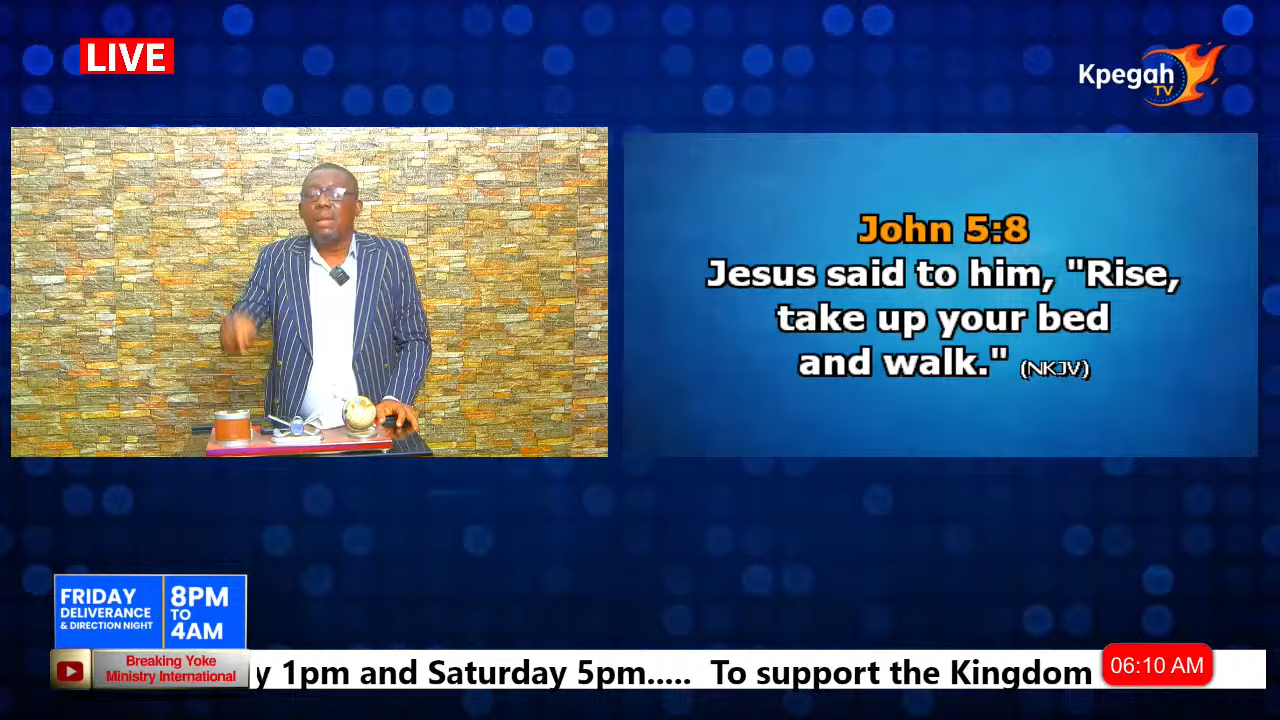 LIVE
Kpegah
TV
John 5:8
Jesus said to him, "Rise,
take up your bed
and walk." (NKJV)
FRIDAY
DELIVERANCE
& DIRECTION NIGHT
8PM
TO
4AM
Breaking Yoke
Ministry International
y 1pm and Saturday 5pm..... To support the Kingdom
06:10 AM